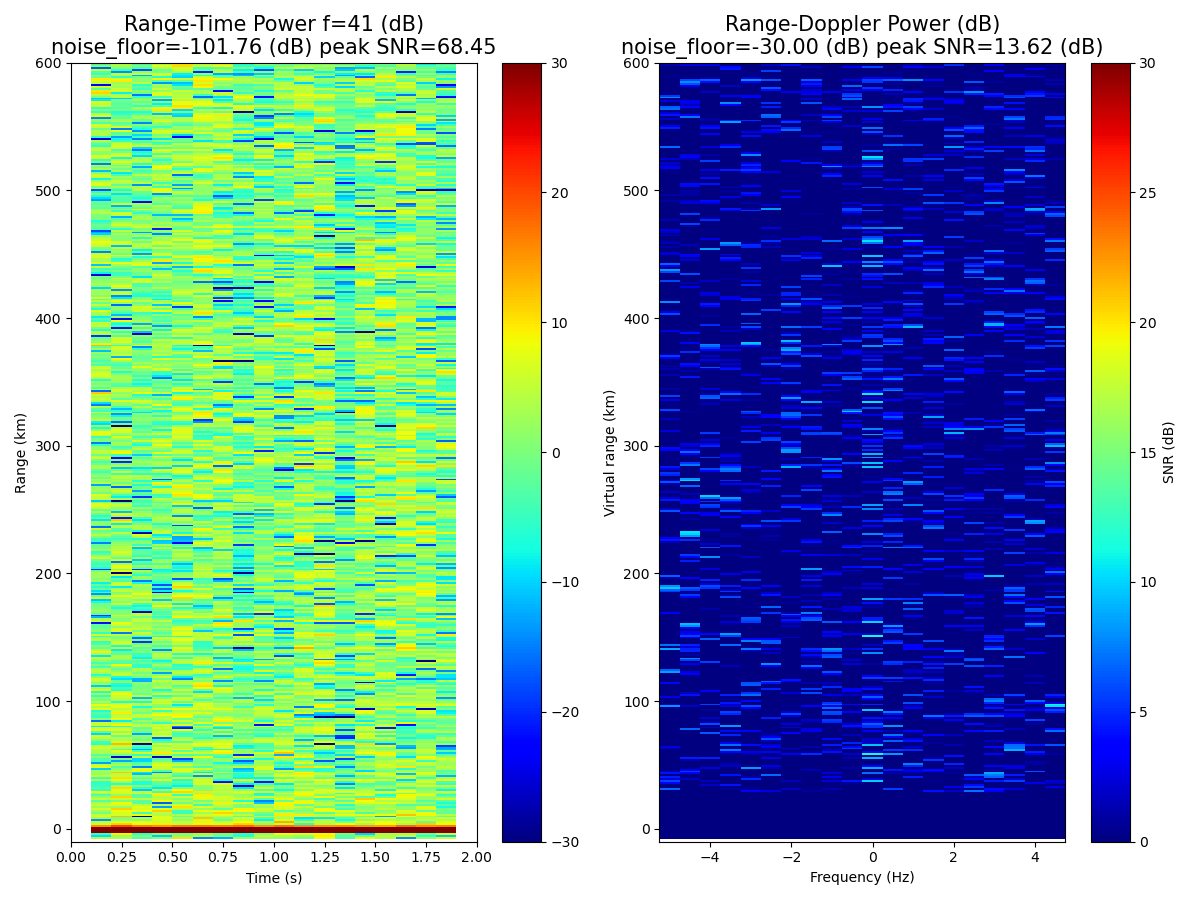 Range-Time Power f=41 (dB)
noise_floor=-101.76 (dB) peak SNR=68.45
Range (km)
600
500
400
300
200
100
0
0.00 0.25 0.50 0.75 1.00 1.25 1.50 1.75 2.00
Time (s)
30
20
10
0
−10
−20
−30
Range-Doppler Power (dB)
noise_floor=-30.00 (dB) peak SNR=13.62 (dB)
Virtual range (km)
600
500
400
300
200
100
0
−4 −2 0 2 4
Frequency (Hz)
30
25
20
15
10
5
0
SNR (dB)